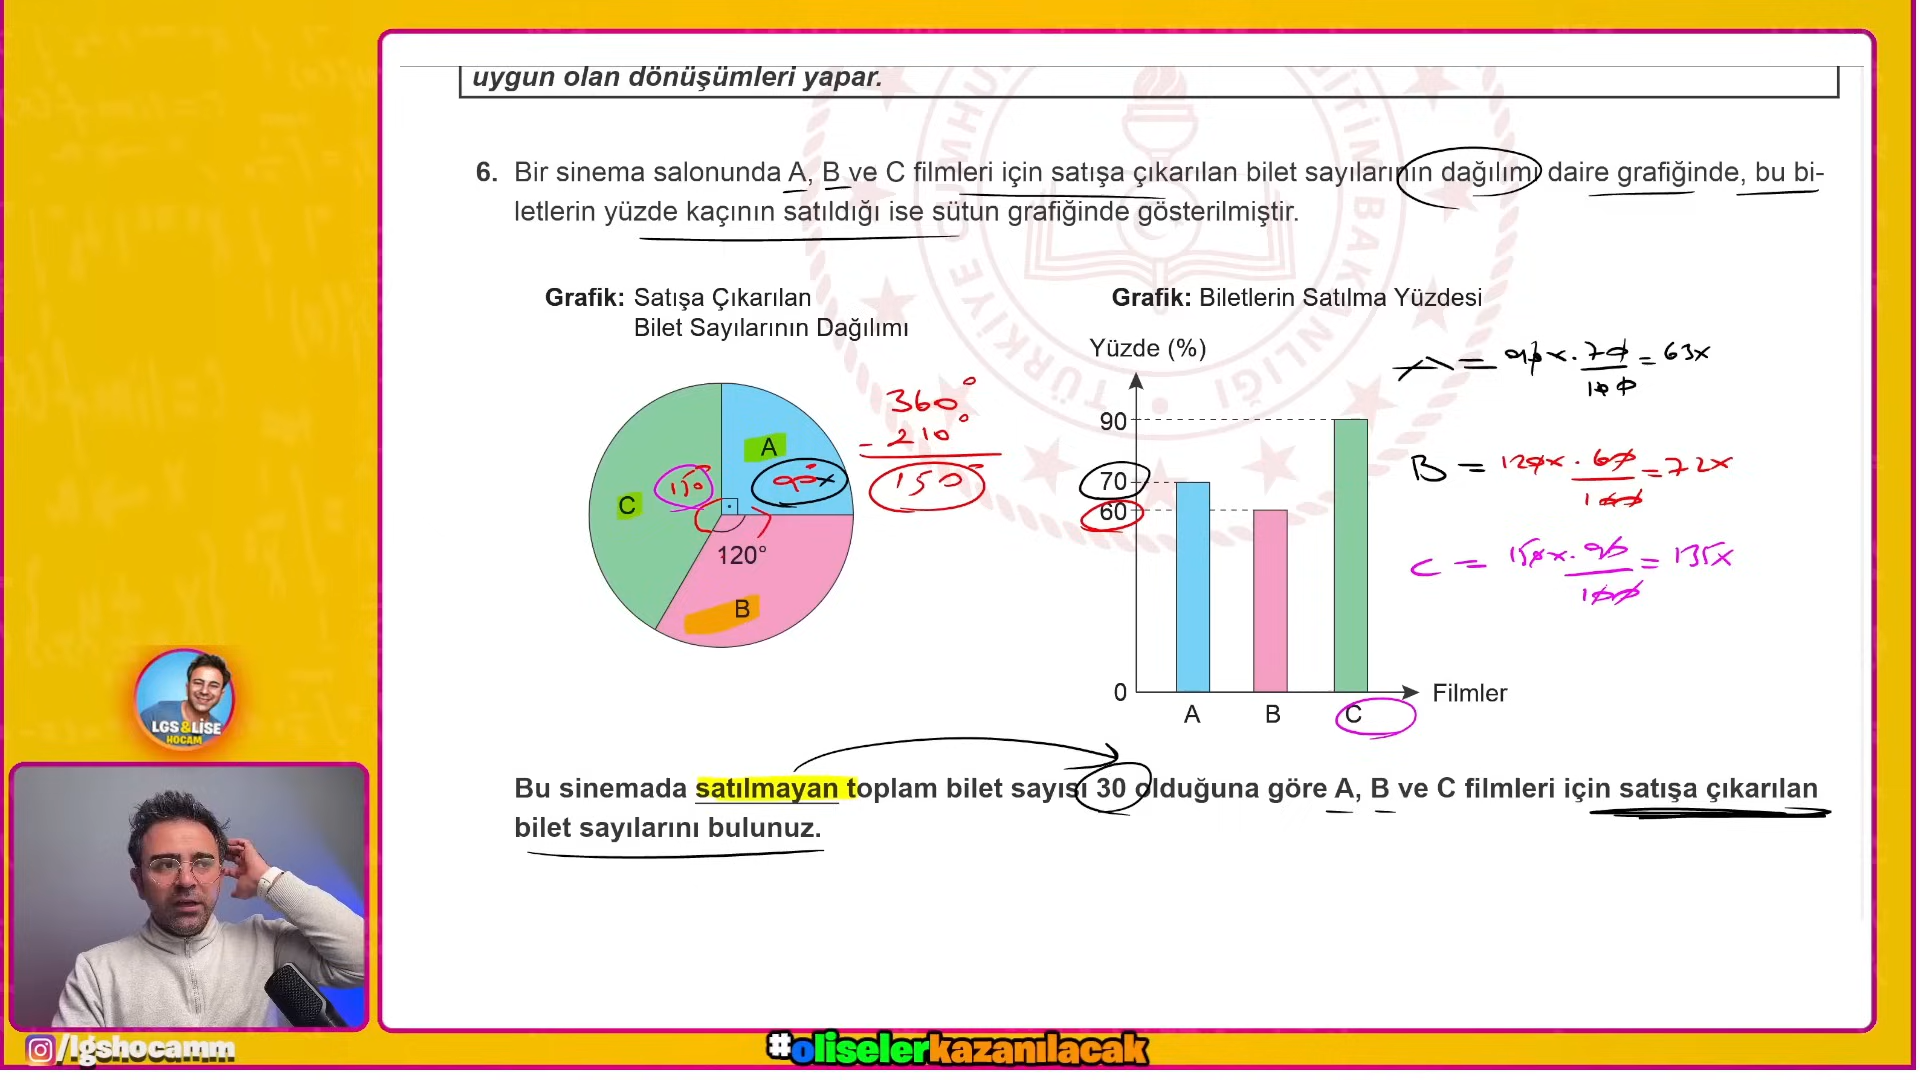 uygun olan dönüşümleri yapar.
6. Bir sinema salonunda A, B ve C filmleri için satışa çıkarılan bilet sayılarının dağılımı daire grafiğinde, bu bi-
letlerin yüzde kaçının satıldığı ise sütun grafiğinde gösterilmiştir.
Grafik: Satışa Çıkarılan
Bilet Sayılarının Dağılımı
A
90°x
C
150°
120°
B
360°
- 210°
150°
Grafik: Biletlerin Satılma Yüzdesi
Yüzde (%)
90
70
60
0
A
B
C
Filmler
A = 90x . 70/100 = 63x
B = 120x . 60/100 = 72x
C = 150x . 90/100 = 135x
Bu sinemada satılmayan toplam bilet sayısı 30 olduğuna göre A, B ve C filmleri için satışa çıkarılan
bilet sayılarını bulunuz.
LGS&LİSE
HOCAM
/lgshocamm
#oliselerkazanılacak